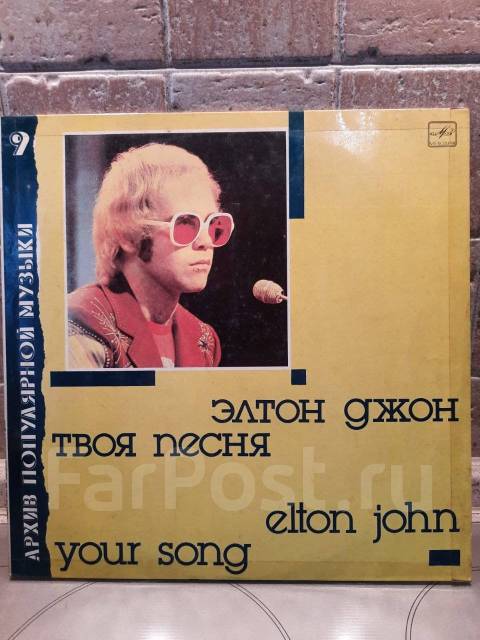 9
АРХИВ ПОПУЛЯРНОЙ МУЗЫКИ
ЭЛТОН ДЖОН
ТВОЯ ПЕСНЯ
FarPost.ru
elton john
your song